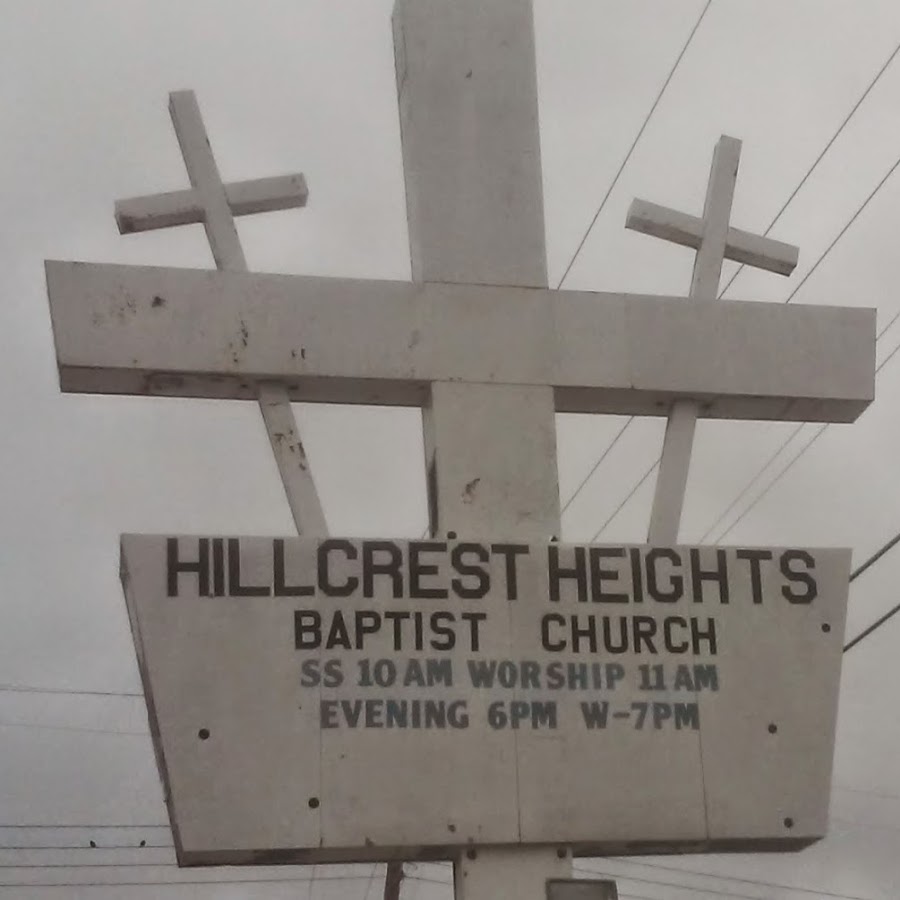 HILLCREST HEIGHTS
BAPTIST CHURCH
SS 10 AM WORSHIP 11 AM
EVENING 6PM W-7PM